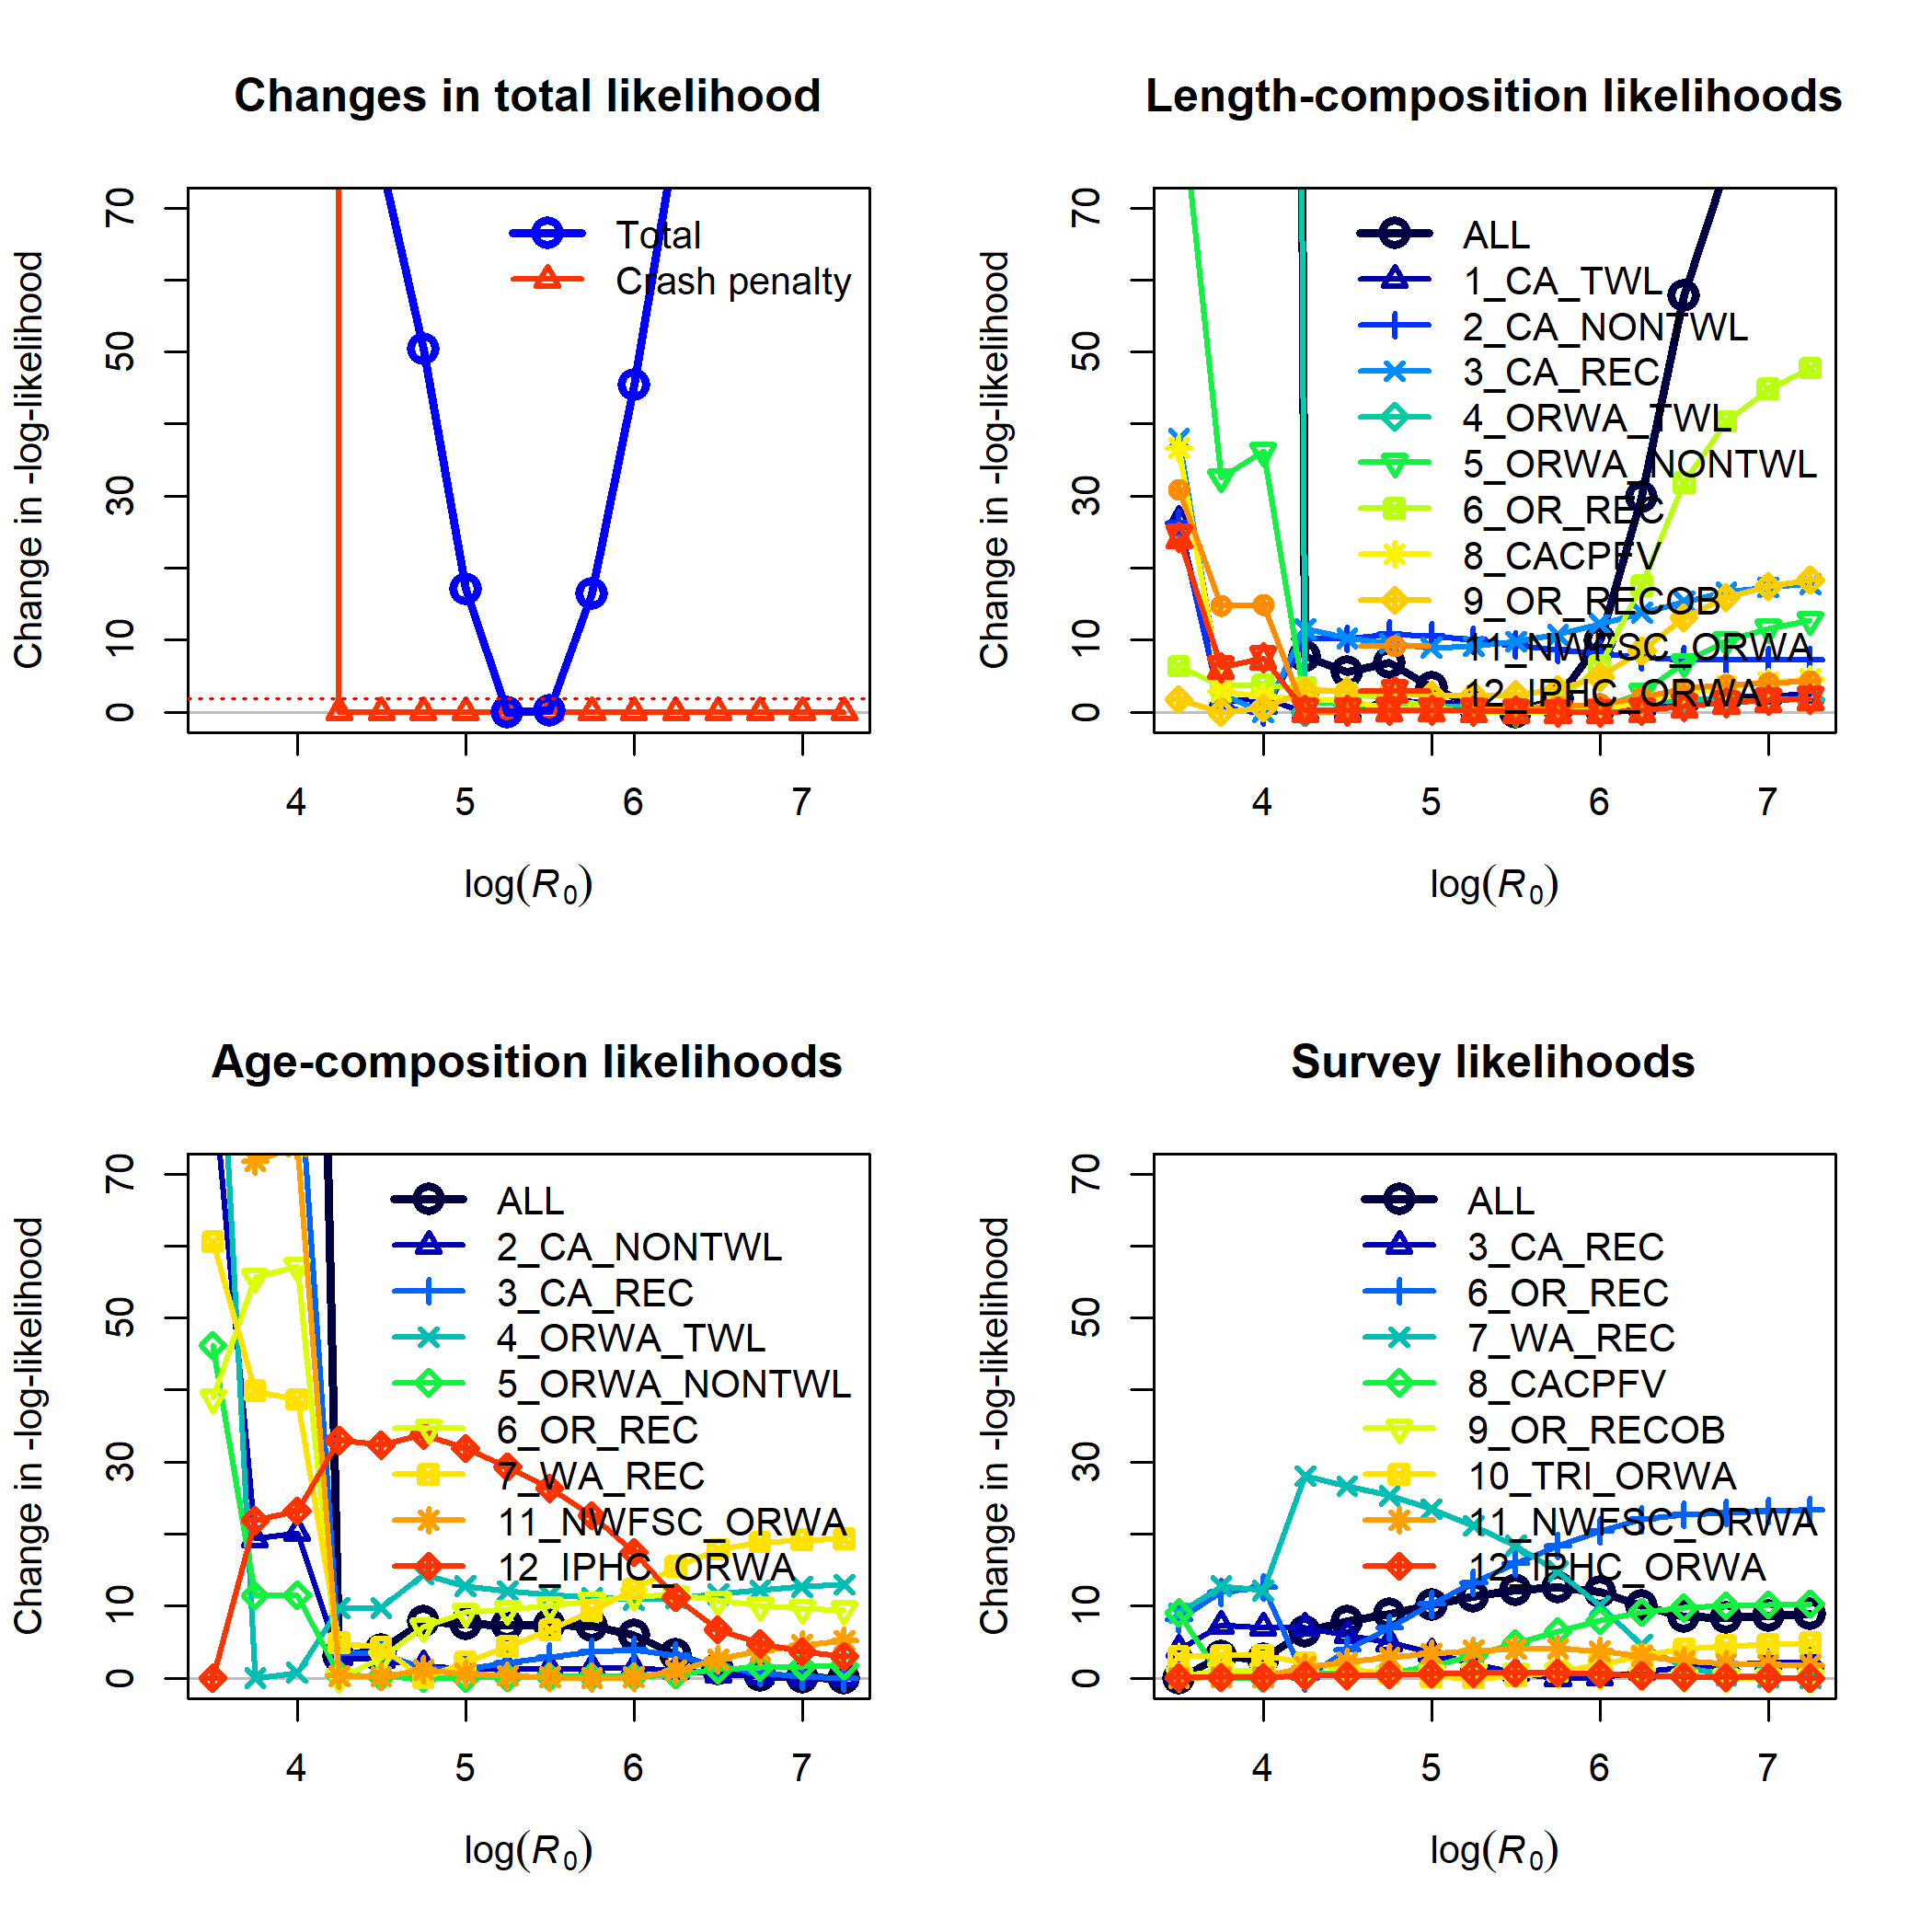 Changes in total likelihood
Change in -log-likelihood
70
50
30
10
0
Total
Crash penalty
4 5 6 7
log(R0)
Length-composition likelihoods
Change in -log-likelihood
70
50
30
10
0
ALL
1_CA_TWL
2_CA_NONTWL
3_CA_REC
4_ORWA_TWL
5_ORWA_NONTWL
6_OR_REC
8_CACPFV
9_OR_RECOB
11_NWFSC_ORWA
12_IPHC_ORWA
4 5 6 7
log(R0)
Age-composition likelihoods
Change in -log-likelihood
70
50
30
10
0
ALL
2_CA_NONTWL
3_CA_REC
4_ORWA_TWL
5_ORWA_NONTWL
6_OR_REC
7_WA_REC
11_NWFSC_ORWA
12_IPHC_ORWA
4 5 6 7
log(R0)
Survey likelihoods
Change in -log-likelihood
70
50
30
10
0
ALL
3_CA_REC
6_OR_REC
7_WA_REC
8_CACPFV
9_OR_RECOB
10_TRI_ORWA
11_NWFSC_ORWA
12_IPHC_ORWA
4 5 6 7
log(R0)